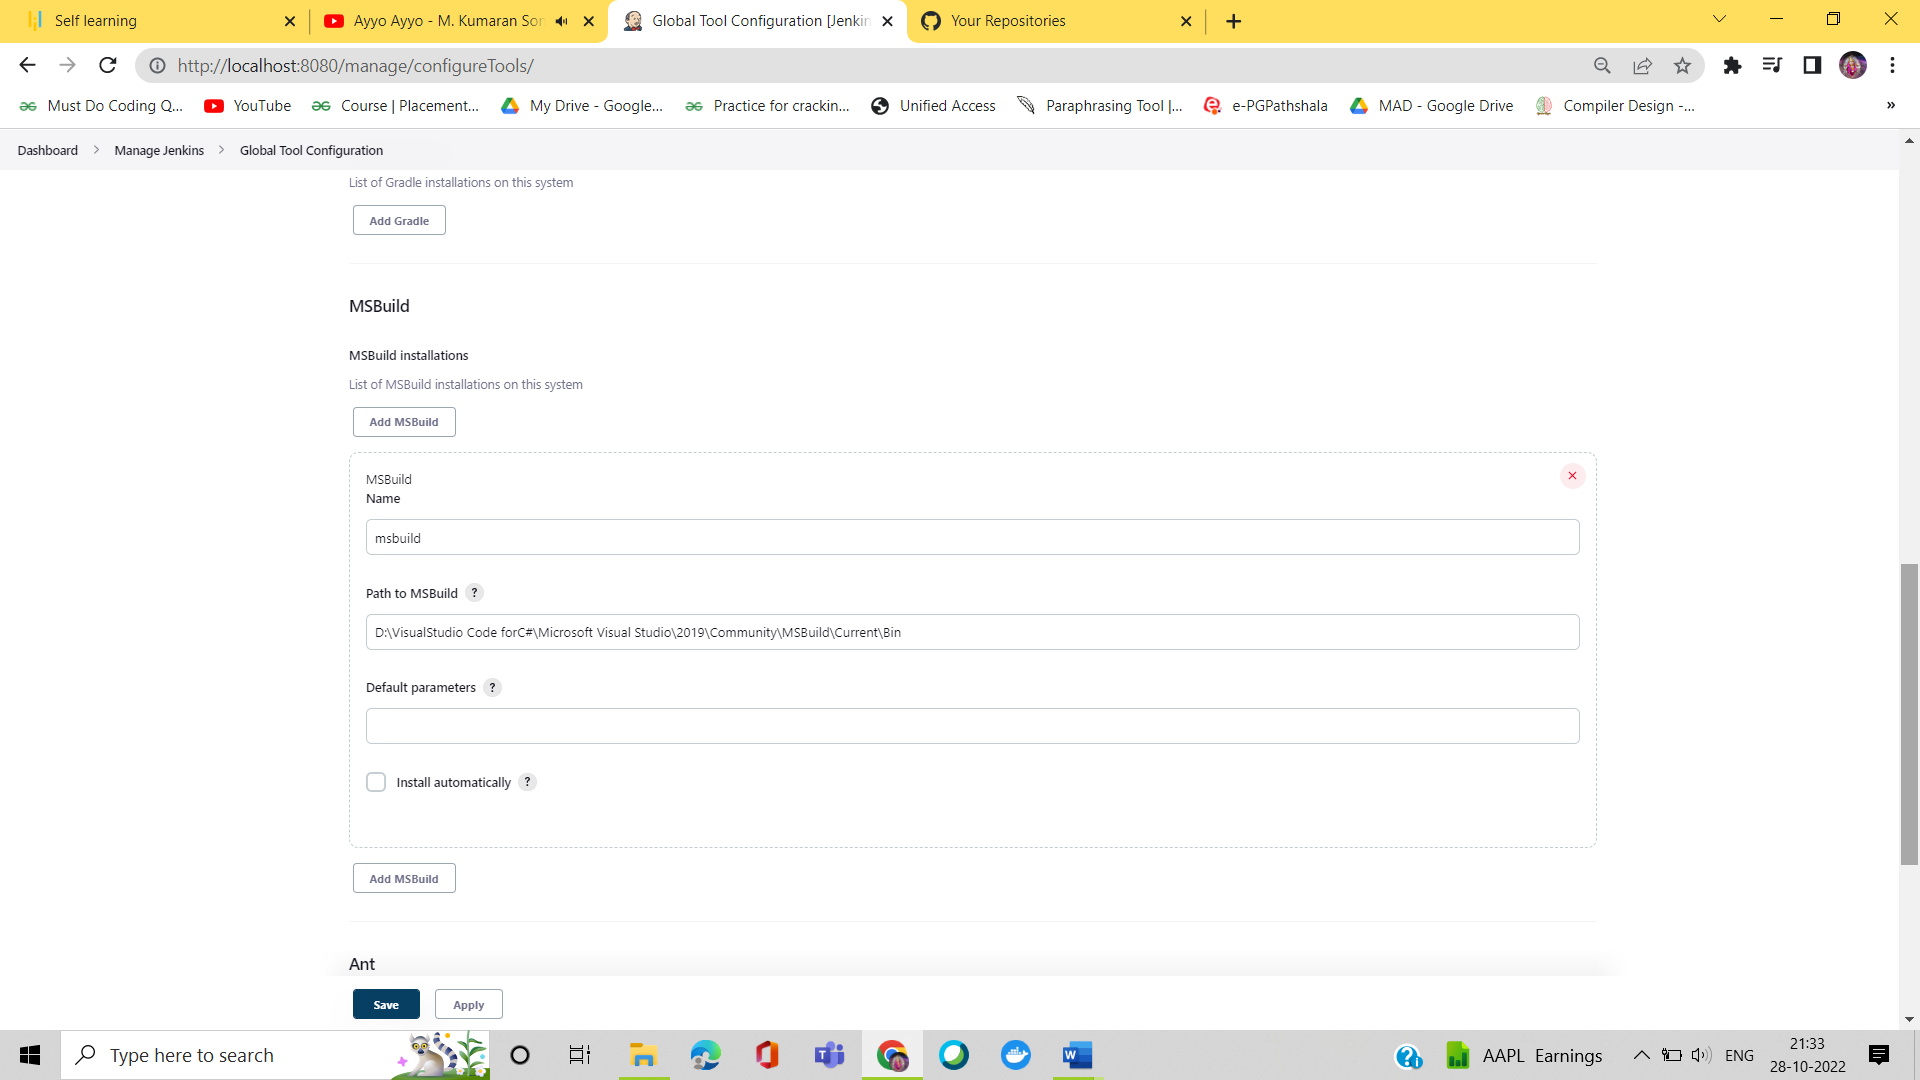 Self learning
Ayyo Ayyo - M. Kumaran Son
Global Tool Configuration [Jenkin
Your Repositories
http://localhost:8080/manage/configureTools/
Must Do Coding Q...
YouTube
Course | Placement...
My Drive - Google...
Practice for crackin...
Unified Access
Paraphrasing Tool |...
e-PGPathshala
MAD - Google Drive
Compiler Design -...
»
Dashboard > Manage Jenkins > Global Tool Configuration
List of Gradle installations on this system
Add Gradle
MSBuild
MSBuild installations
List of MSBuild installations on this system
Add MSBuild
MSBuild
Name
msbuild
Path to MSBuild ?
D:\VisualStudio Code forC#\Microsoft Visual Studio\2019\Community\MSBuild\Current\Bin
Default parameters ?
Install automatically ?
Add MSBuild
Ant
Save
Apply
Type here to search
AAPL Earnings
ENG
21:33
28-10-2022